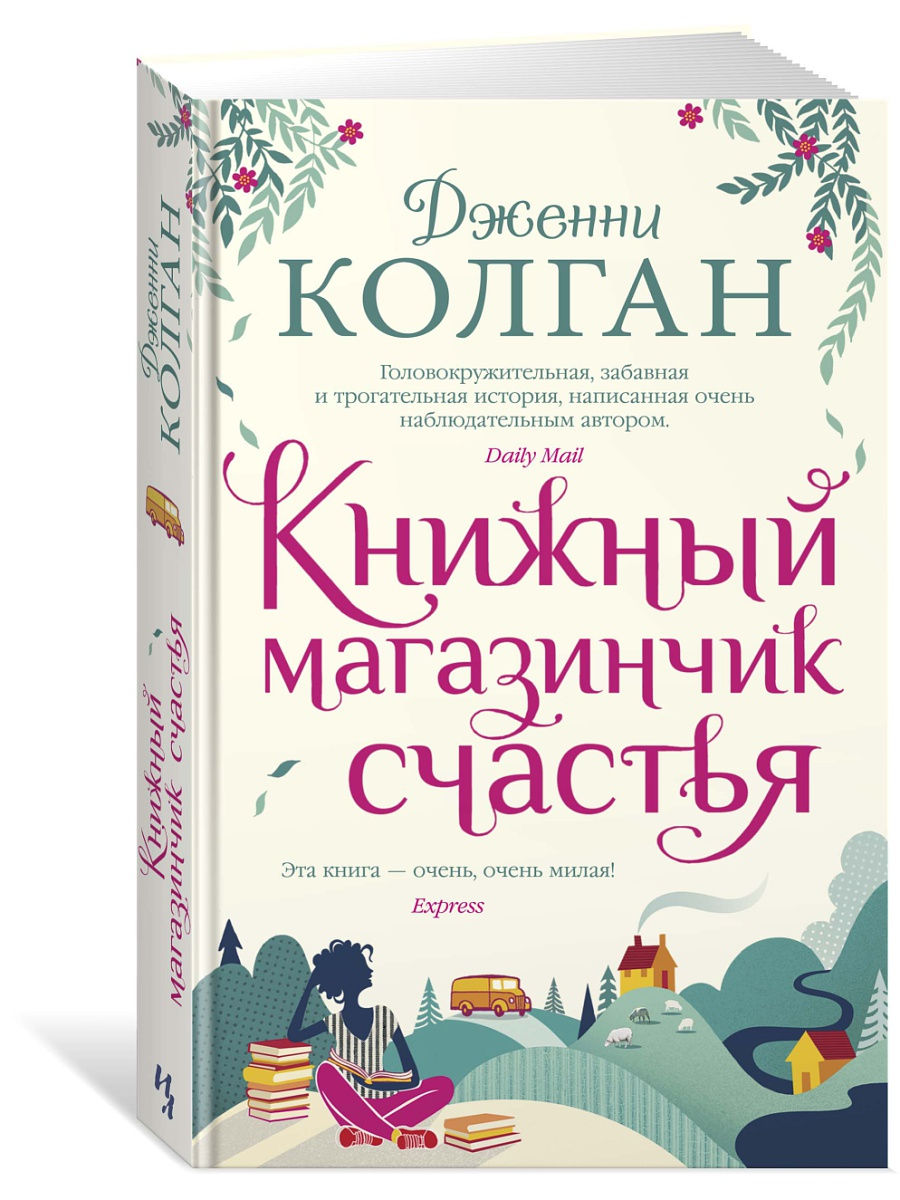 Дженни
КОЛГАН
Головокружительная, забавная
и трогательная история, написанная очень
наблюдательным автором.
Daily Mail
Книжный
магазинчик
счастья
Эта книга — очень, очень милая!
Express
Дженни
КОЛГАН
Книжный
магазинчик счастья
ИЯ